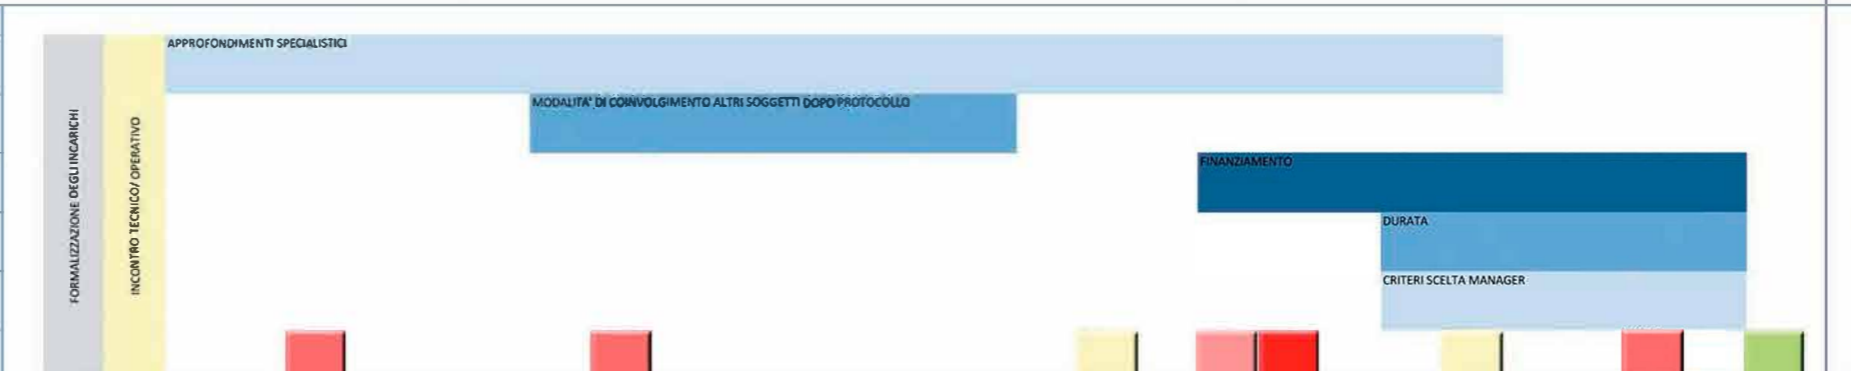 FORMALIZZAZIONE DEGLI INCARICHI
INCONTRO TECNICO/ OPERATIVO
APPROFONDIMENTI SPECIALISTICI
MODALITA' DI COINVOLGIMENTO ALTRI SOGGETTI DOPO PROTOCOLLO
FINANZIAMENTO
DURATA
CRITERI SCELTA MANAGER